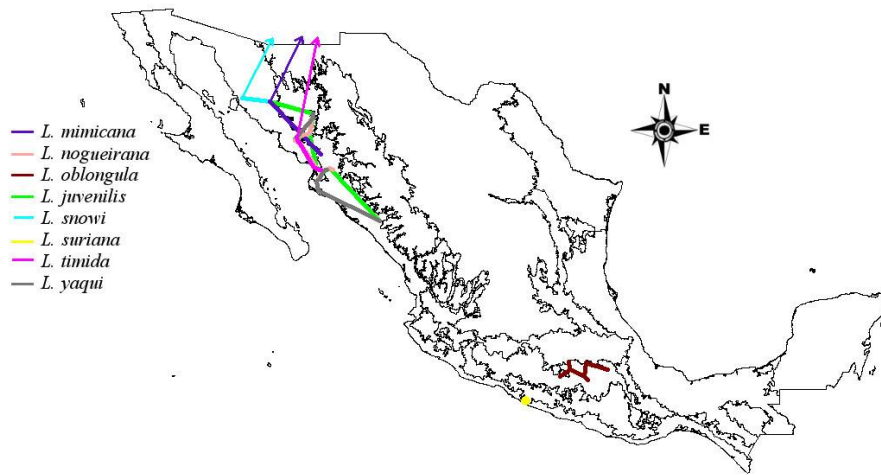 N
E
L. mimicana
L. nogueirana
L. oblongula
L. juvenilis
L. snowi
L. suriana
L. timida
L. yaqui